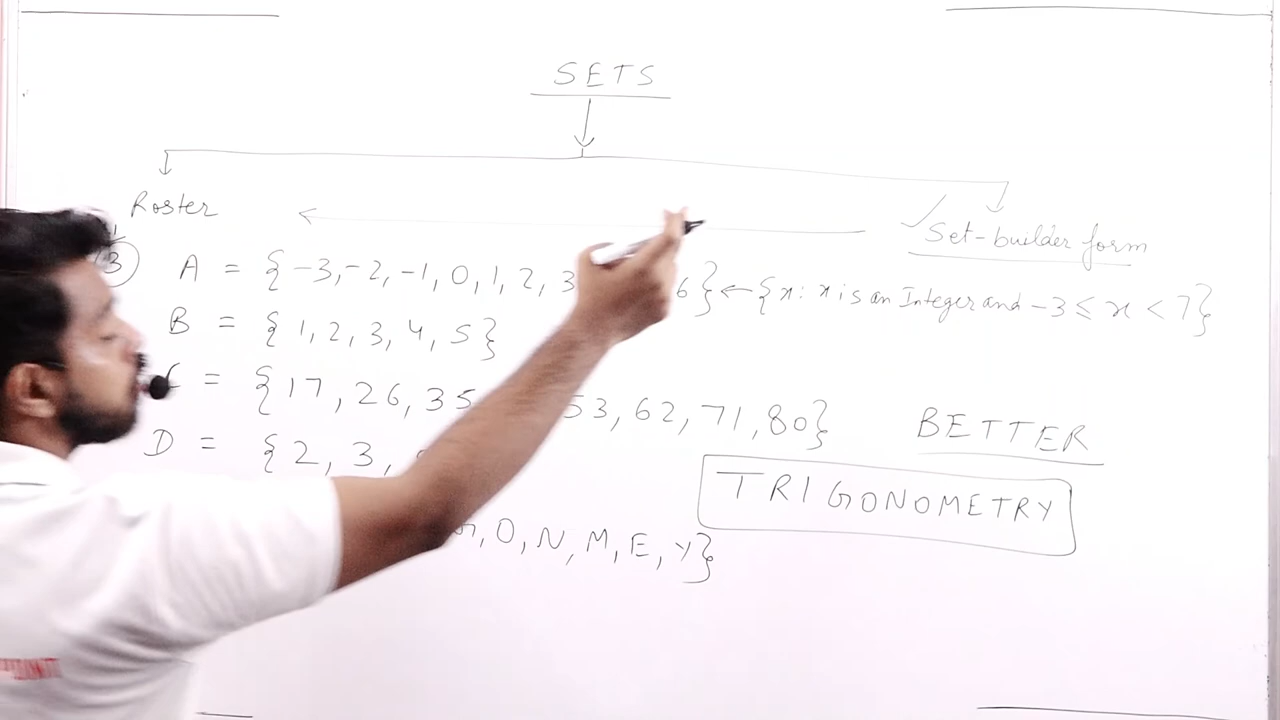 SETS
Roster
Set-builder form
3 A = {-3, -2, -1, 0, 1, 2, 3 6} ← {x : x is an Integer and -3 ≤ x < 7}
B = {1, 2, 3, 4, 5}
C = {17, 26, 35 53, 62, 71, 80}
BETTER
D = {2, 3,
TRIGONOMETRY
, O, N, M, E, Y}